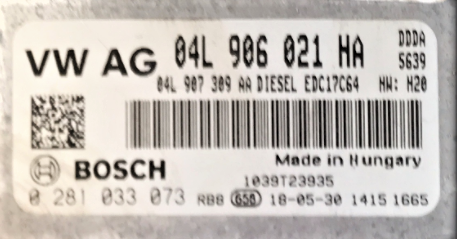 VW AG 04L 906 021 HA DDDA
5639
04L 907 309 AA DIESEL EDC17C64 HW: H20
BOSCH
Made in Hungary
1039T23935
0 281 033 073 RB8 650 18-05-30 1415 1665